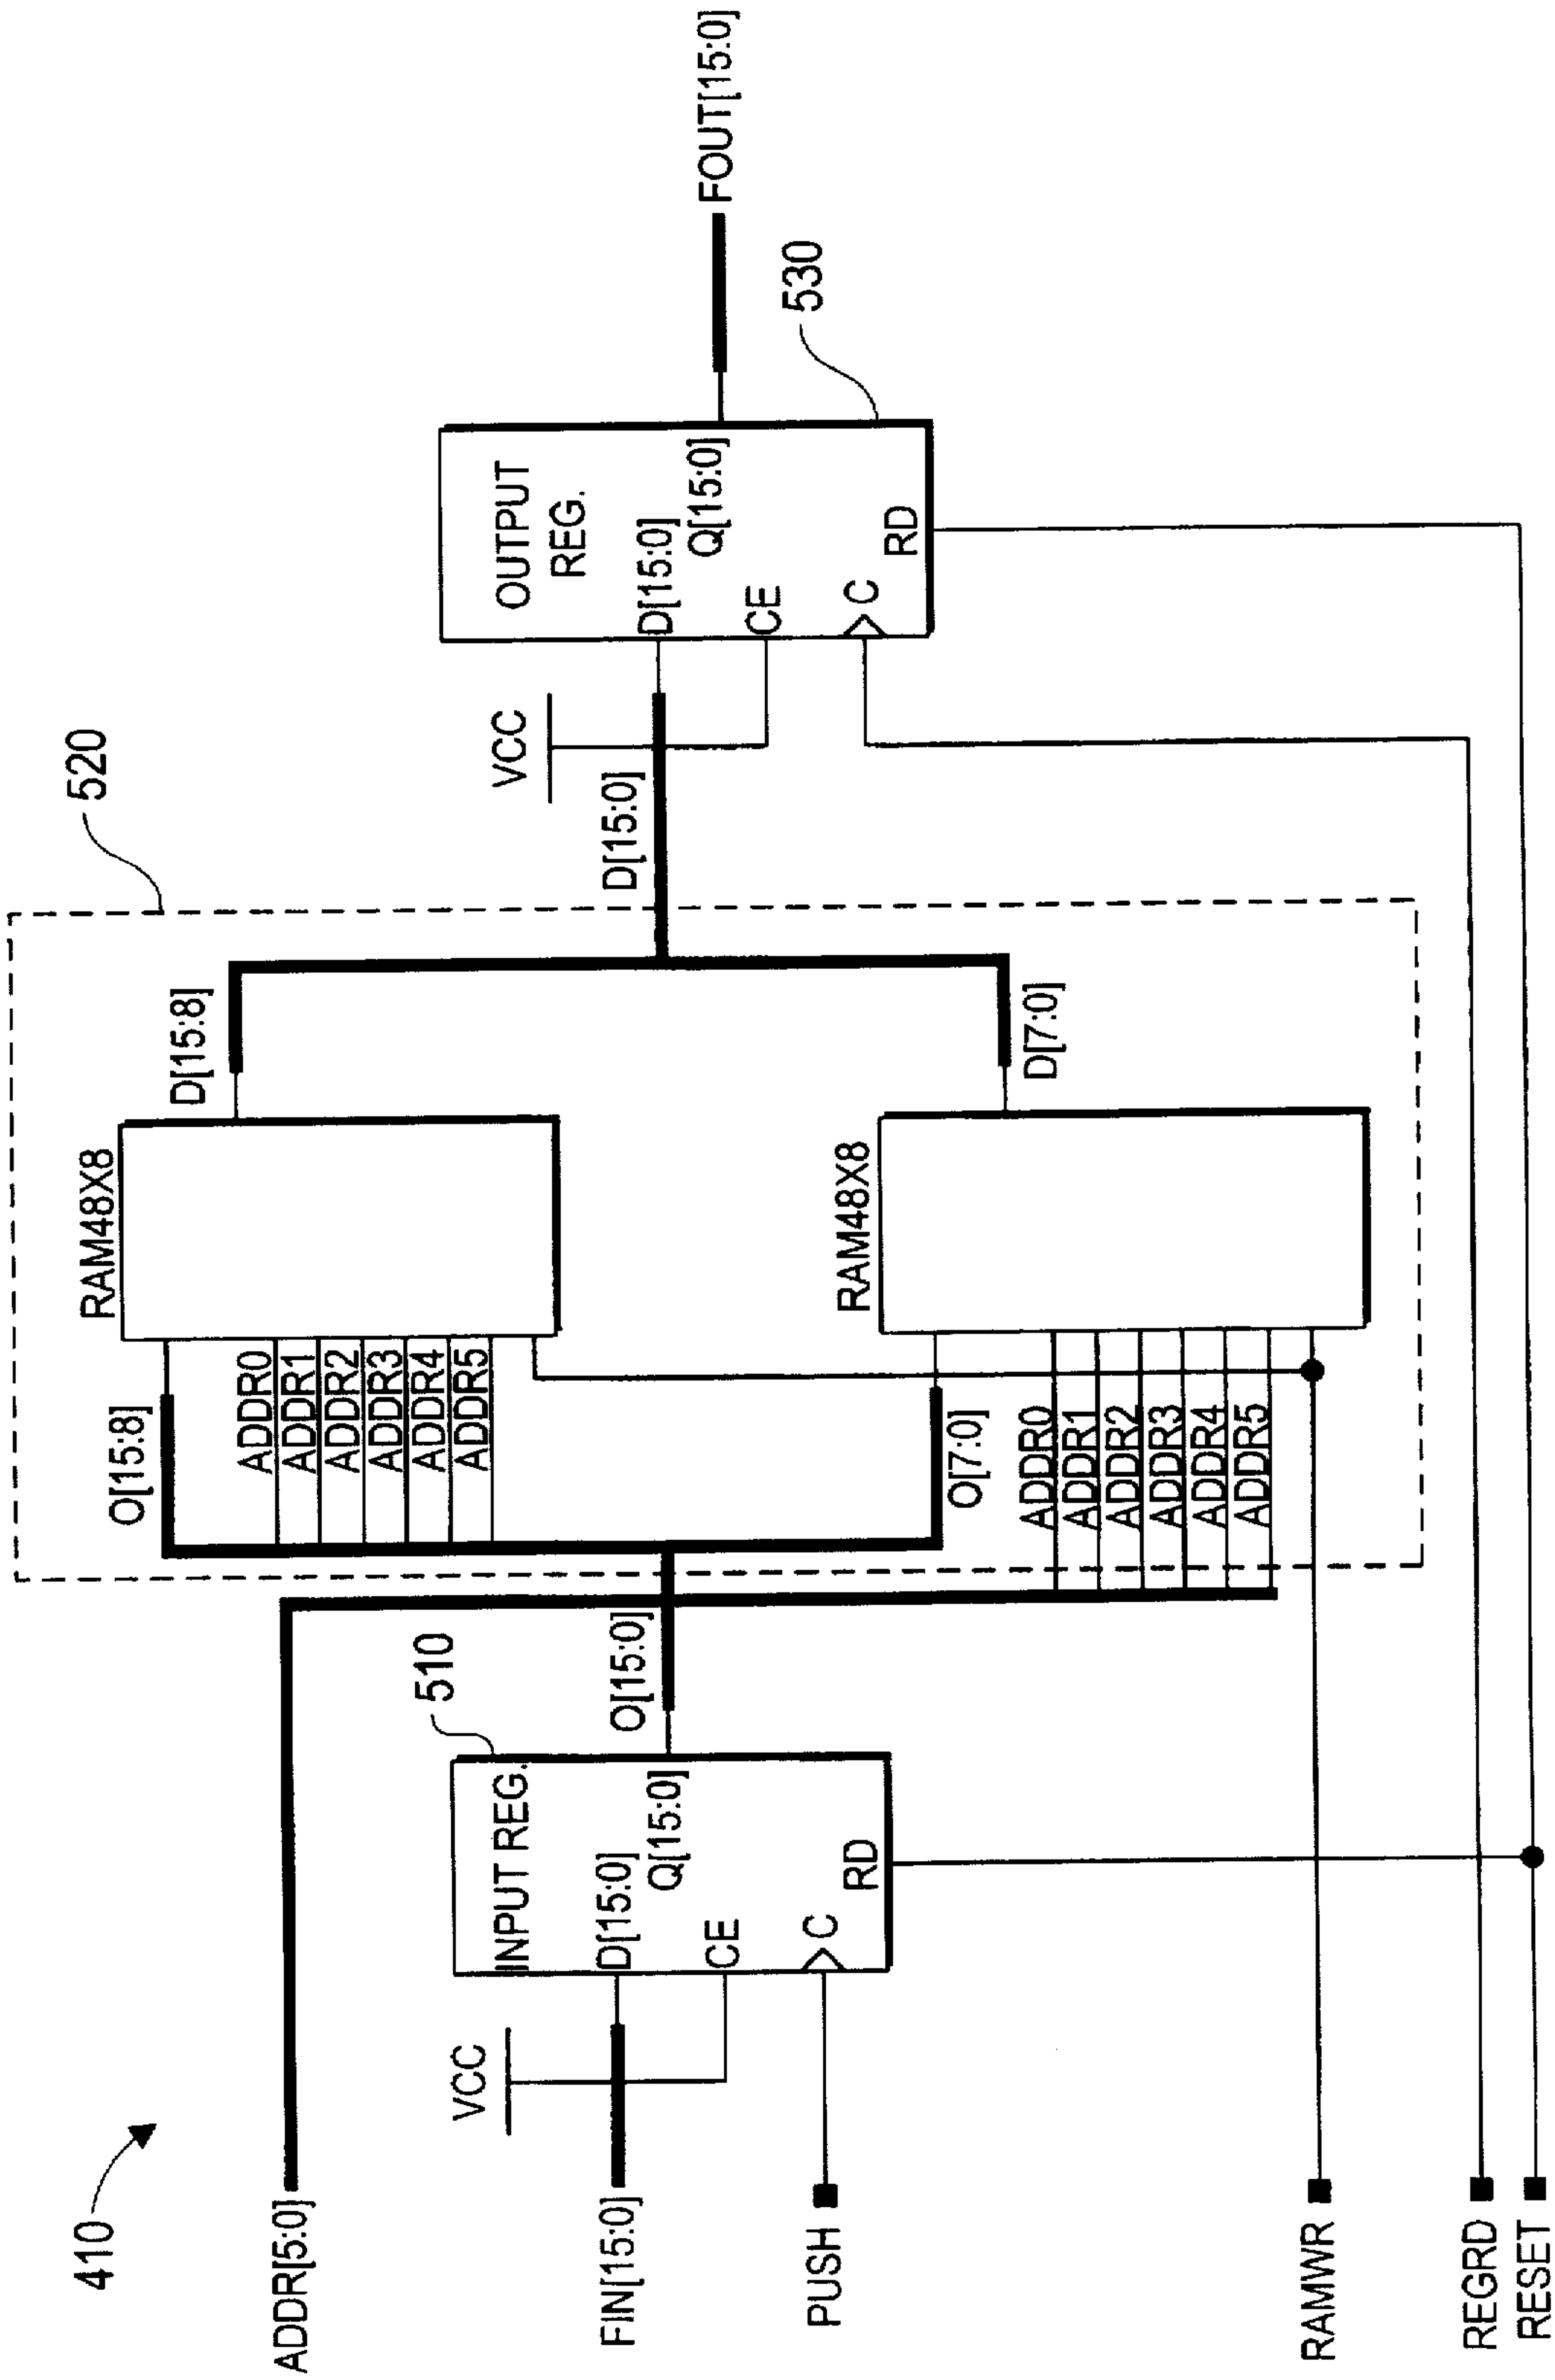 410
ADDR[5:0]
FIN[15:0]
PUSH
RAMWR
REGRD
RESET
VCC
510
INPUT REG.
D[15:0]
Q[15:0]
CE
C
RD
O[15:0]
520
O[15:8]
ADDR0
ADDR1
ADDR2
ADDR3
ADDR4
ADDR5
RAM48X8
D[15:8]
O[7:0]
ADDR0
ADDR1
ADDR2
ADDR3
ADDR4
ADDR5
RAM48X8
D[7:0]
D[15:0]
VCC
OUTPUT
REG.
D[15:0]
Q[15:0]
CE
C
RD
530
FOUT[15:0]